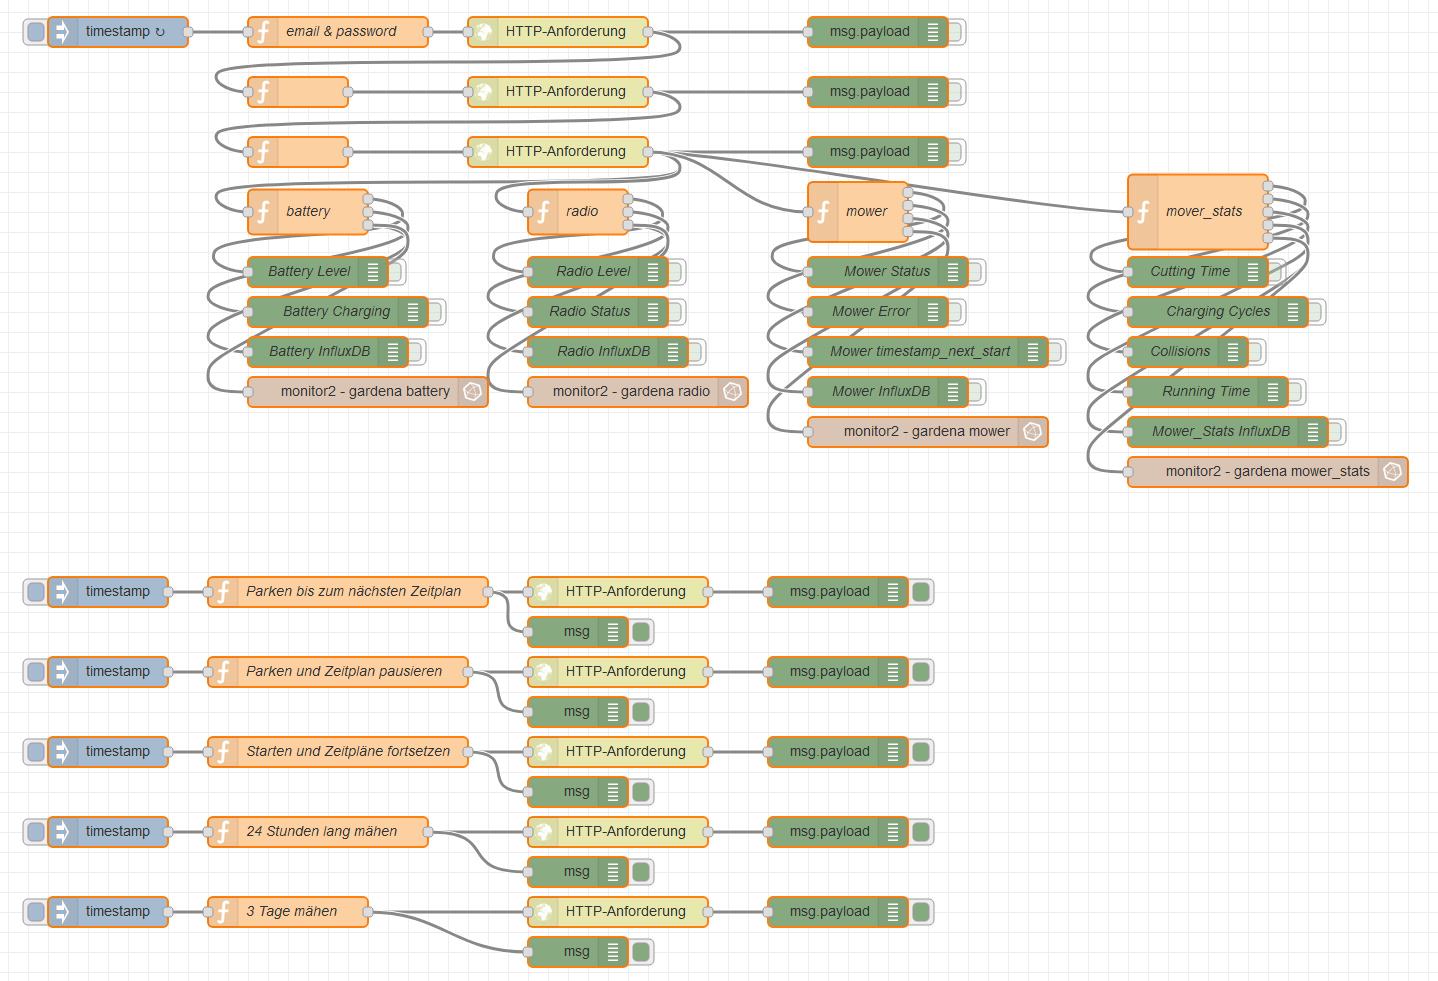 timestamp ↻ email & password HTTP-Anforderung msg.payload
HTTP-Anforderung msg.payload
HTTP-Anforderung msg.payload
battery radio mower mover_stats
Battery Level Radio Level Mower Status Cutting Time
Battery Charging Radio Status Mower Error Charging Cycles
Battery InfluxDB Radio InfluxDB Mower timestamp_next_start Collisions
monitor2 - gardena battery monitor2 - gardena radio Mower InfluxDB Running Time
monitor2 - gardena mower Mower_Stats InfluxDB
monitor2 - gardena mower_stats
timestamp Parken bis zum nächsten Zeitplan HTTP-Anforderung msg.payload
msg
timestamp Parken und Zeitplan pausieren HTTP-Anforderung msg.payload
msg
timestamp Starten und Zeitpläne fortsetzen HTTP-Anforderung msg.payload
msg
timestamp 24 Stunden lang mähen HTTP-Anforderung msg.payload
msg
timestamp 3 Tage mähen HTTP-Anforderung msg.payload
msg